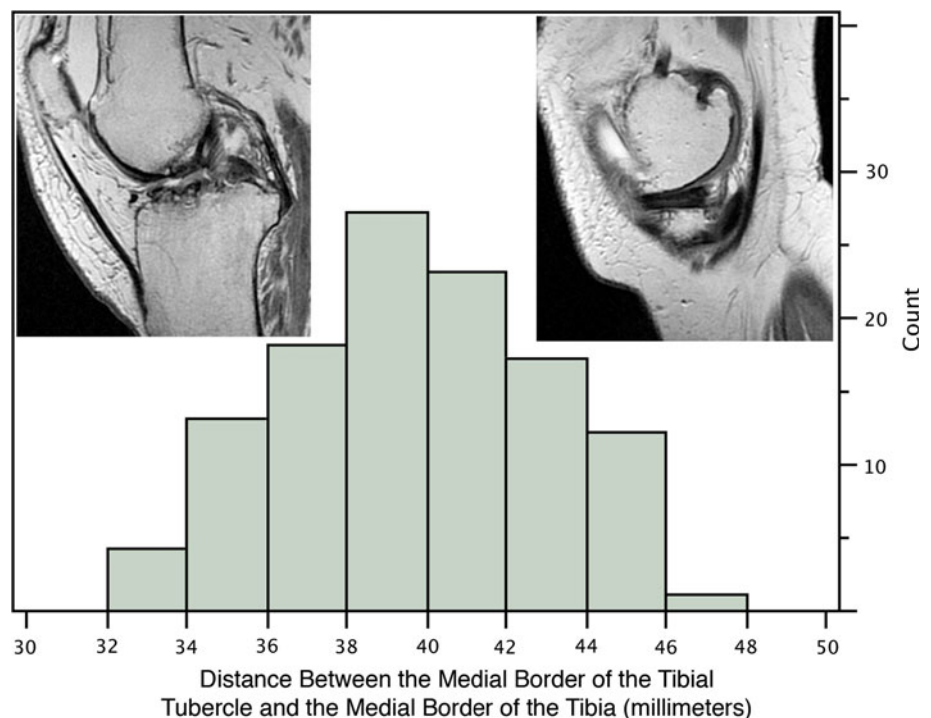 30
20
10
Count
30 32 34 36 38 40 42 44 46 48 50
Distance Between the Medial Border of the Tibial
Tubercle and the Medial Border of the Tibia (millimeters)